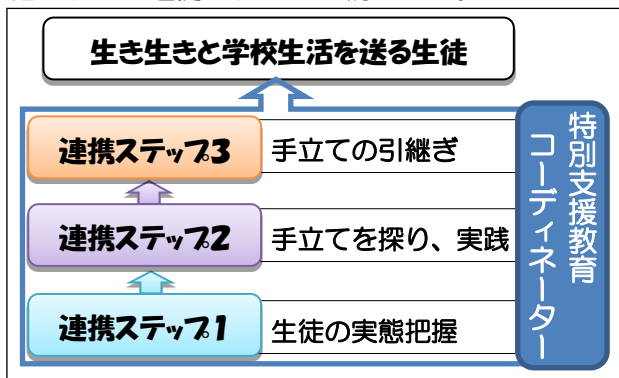 生き生きと学校生活を送る生徒
連携ステップ3
手立ての引継ぎ
連携ステップ2
手立てを探り、実践
連携ステップ1
生徒の実態把握
特別支援教育
コーディネーター